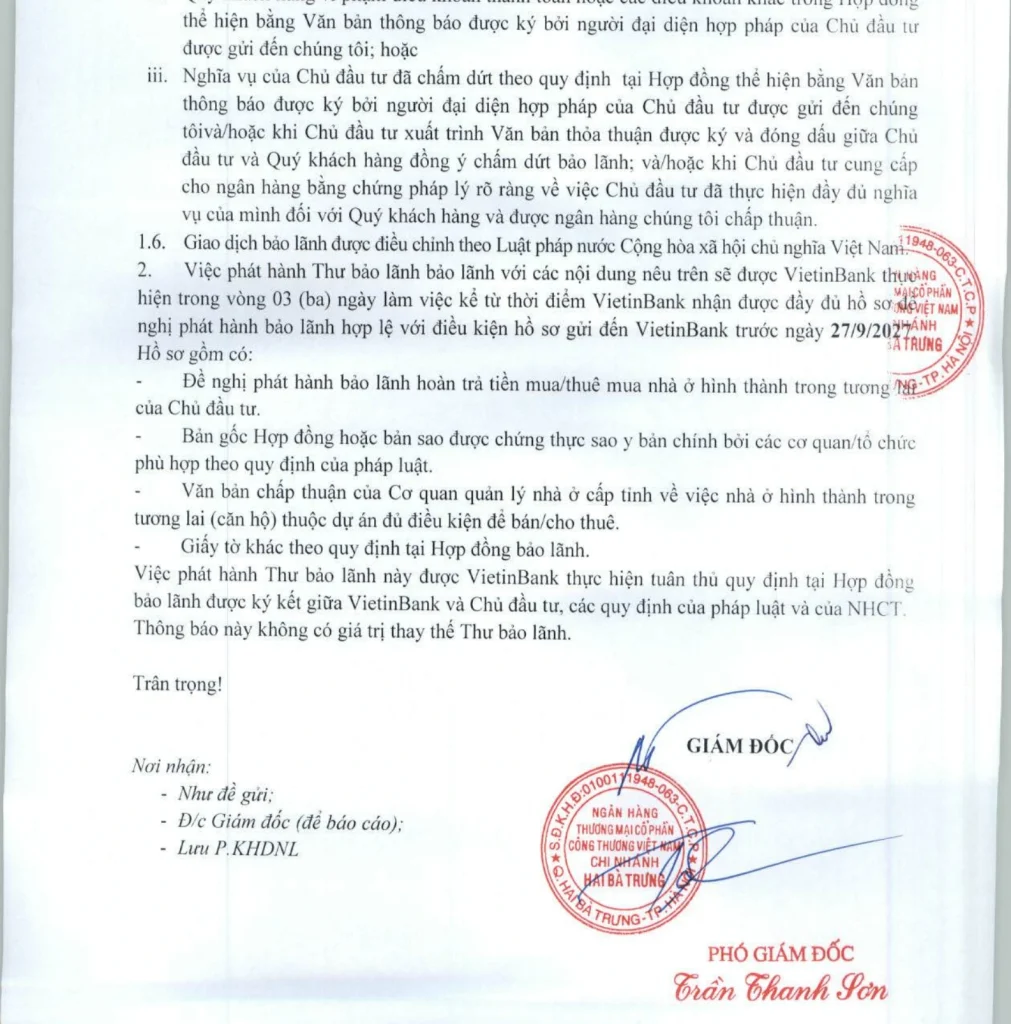 thể hiện bằng Văn bản thông báo được ký bởi người đại diện hợp pháp của Chủ đầu tư
được gửi đến chúng tôi; hoặc
iii. Nghĩa vụ của Chủ đầu tư đã chấm dứt theo quy định tại Hợp đồng thể hiện bằng Văn bản
thông báo được ký bởi người đại diện hợp pháp của Chủ đầu tư được gửi đến chúng
tôivà/hoặc khi Chủ đầu tư xuất trình Văn bản thỏa thuận được ký và đóng dấu giữa Chủ
đầu tư và Quý khách hàng đồng ý chấm dứt bảo lãnh; và/hoặc khi Chủ đầu tư cung cấp
cho ngân hàng bằng chứng pháp lý rõ ràng về việc Chủ đầu tư đã thực hiện đầy đủ nghĩa
vụ của mình đối với Quý khách hàng và được ngân hàng chúng tôi chấp thuận.
1.6. Giao dịch bảo lãnh được điều chỉnh theo Luật pháp nước Cộng hòa xã hội chủ nghĩa Việt Nam.
2. Việc phát hành Thư bảo lãnh bảo lãnh với các nội dung nêu trên sẽ được VietinBank thực
hiện trong vòng 03 (ba) ngày làm việc kể từ thời điểm VietinBank nhận được đầy đủ hồ sơ đề
nghị phát hành bảo lãnh hợp lệ với điều kiện hồ sơ gửi đến VietinBank trước ngày 27/9/2027
Hồ sơ gồm có:
- Đề nghị phát hành bảo lãnh hoàn trả tiền mua/thuê mua nhà ở hình thành trong tương lai
của Chủ đầu tư.
- Bản gốc Hợp đồng hoặc bản sao được chứng thực sao y bản chính bởi các cơ quan/tổ chức
phù hợp theo quy định của pháp luật.
- Văn bản chấp thuận của Cơ quan quản lý nhà ở cấp tỉnh về việc nhà ở hình thành trong
tương lai (căn hộ) thuộc dự án đủ điều kiện để bán/cho thuê.
- Giấy tờ khác theo quy định tại Hợp đồng bảo lãnh.
Việc phát hành Thư bảo lãnh này được VietinBank thực hiện tuân thủ quy định tại Hợp đồng
bảo lãnh được ký kết giữa VietinBank và Chủ đầu tư, các quy định của pháp luật và của NHCT.
Thông báo này không có giá trị thay thế Thư bảo lãnh.
Trân trọng!
GIÁM ĐỐC
Nơi nhận:
- Như đề gửi;
- Đ/c Giám đốc (để báo cáo);
- Lưu P.KHDNL
S.Đ.K.H.Đ:0100111948-063-C.T.C.P
NGÂN HÀNG
THƯƠNG MẠI CỔ PHẦN
CÔNG THƯƠNG VIỆT NAM
CHI NHÁNH
HAI BÀ TRƯNG
Q.HAI BÀ TRƯNG-TP.HÀ NỘI
PHÓ GIÁM ĐỐC
Trần Thanh Sơn